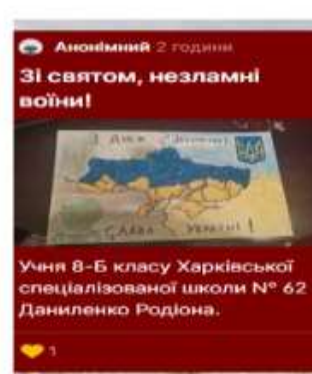 Анонімний 2 години
Зі святом, незламні
воїни!
СЛАВА УКРАЇНІ!
Учня 8-Б класу Харківської
спеціалізованої школи № 62
Даниленко Родіона.
1